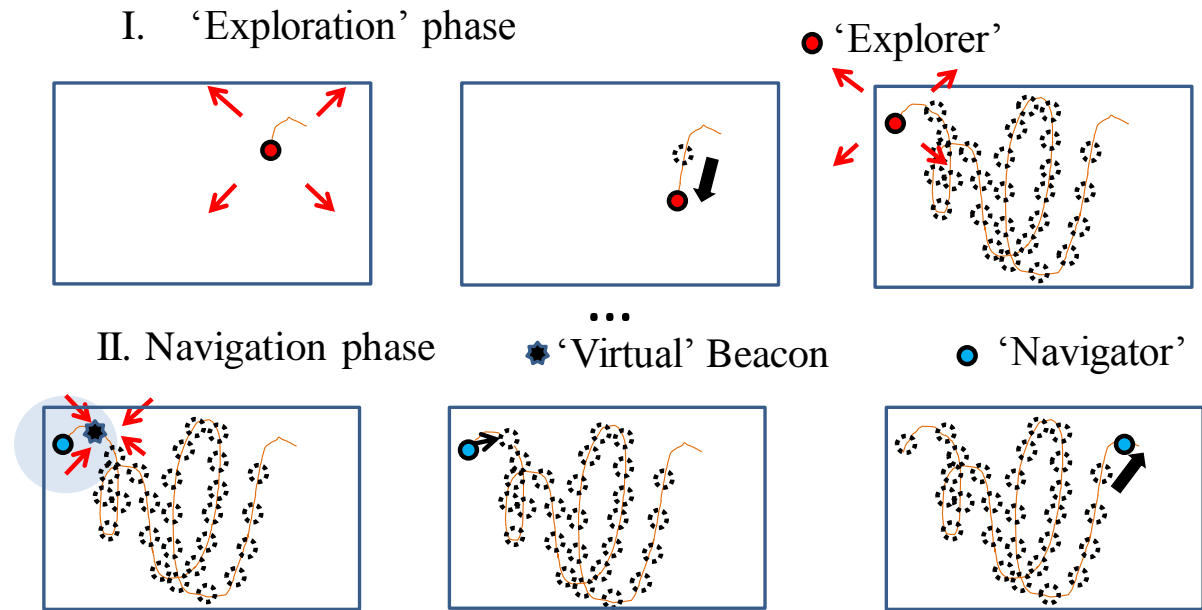 I. ‘Exploration’ phase
‘Explorer’
...
II. Navigation phase
‘Virtual’ Beacon
‘Navigator’